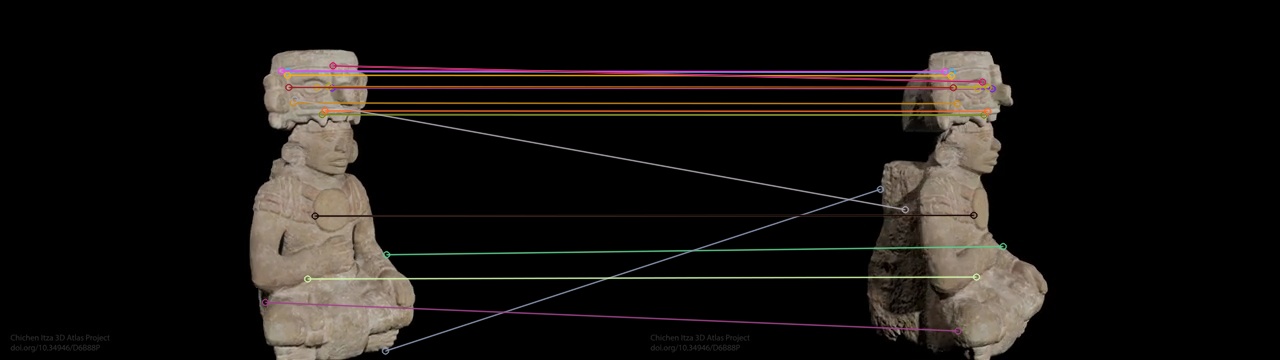 Chichen Itza 3D Atlas Project
doi.org/10.34946/D6B88P
Chichen Itza 3D Atlas Project
doi.org/10.34946/D6B88P